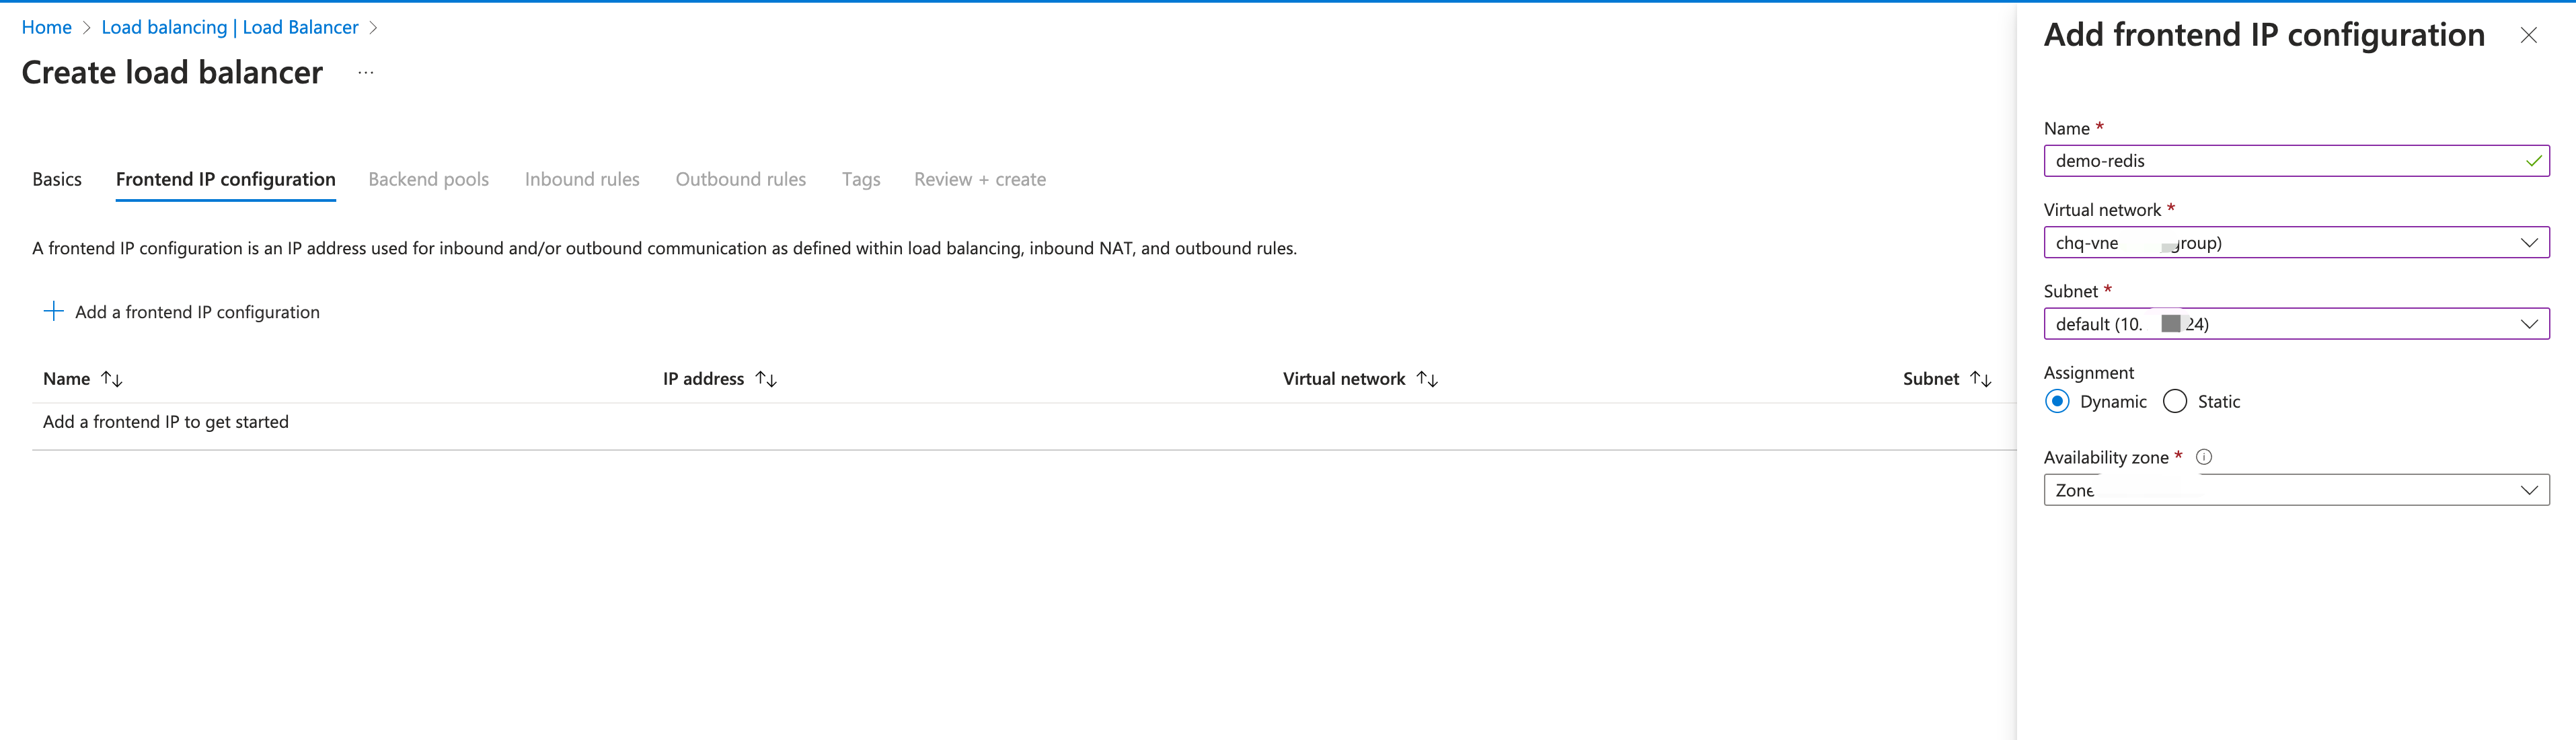 Home > Load balancing | Load Balancer >
Create load balancer ...
Basics Frontend IP configuration Backend pools Inbound rules Outbound rules Tags Review + create
A frontend IP configuration is an IP address used for inbound and/or outbound communication as defined within load balancing, inbound NAT, and outbound rules.
+ Add a frontend IP configuration
Name ↑↓ IP address ↑↓ Virtual network ↑↓ Subnet ↑↓
Add a frontend IP to get started
Add frontend IP configuration
Name *
demo-redis
Virtual network *
chq-vne group)
Subnet *
default (10. 24)
Assignment
Dynamic Static
Availability zone *
Zone